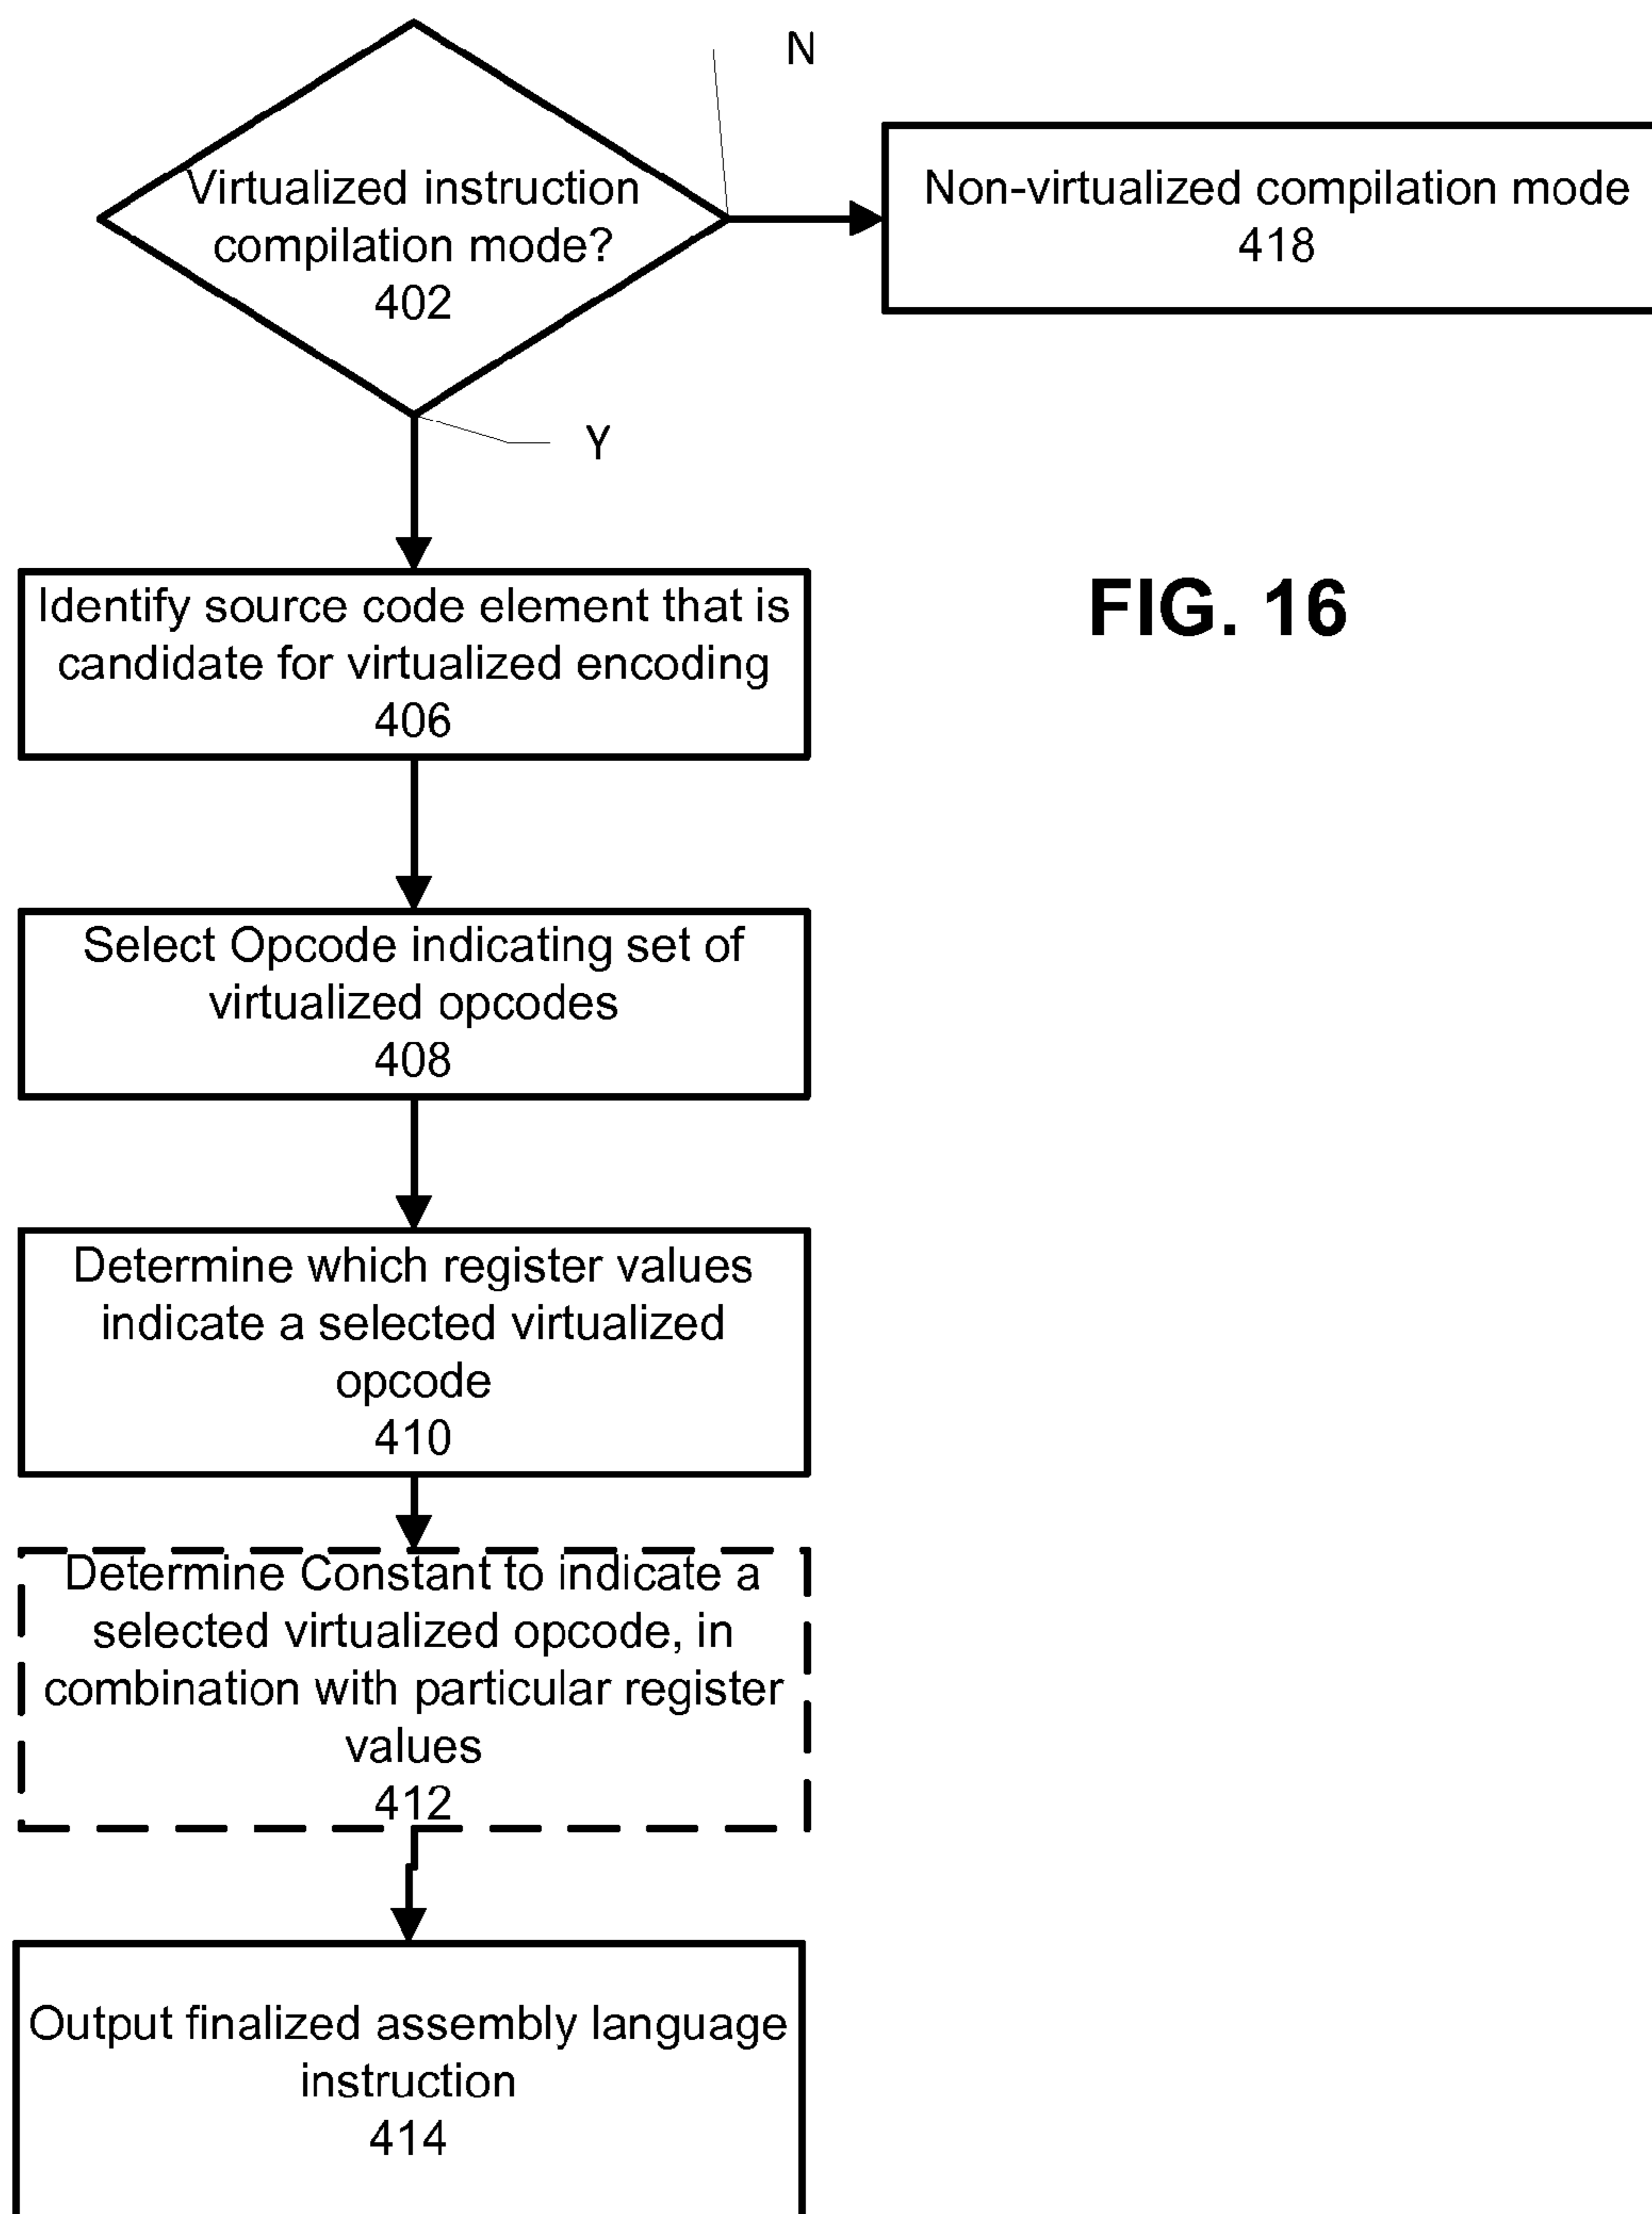 N
Virtualized instruction
compilation mode?
402
Non-virtualized compilation mode
418
Y
FIG. 16
Identify source code element that is
candidate for virtualized encoding
406
Select Opcode indicating set of
virtualized opcodes
408
Determine which register values
indicate a selected virtualized
opcode
410
Determine Constant to indicate a
selected virtualized opcode, in
combination with particular register
values
412
Output finalized assembly language
instruction
414